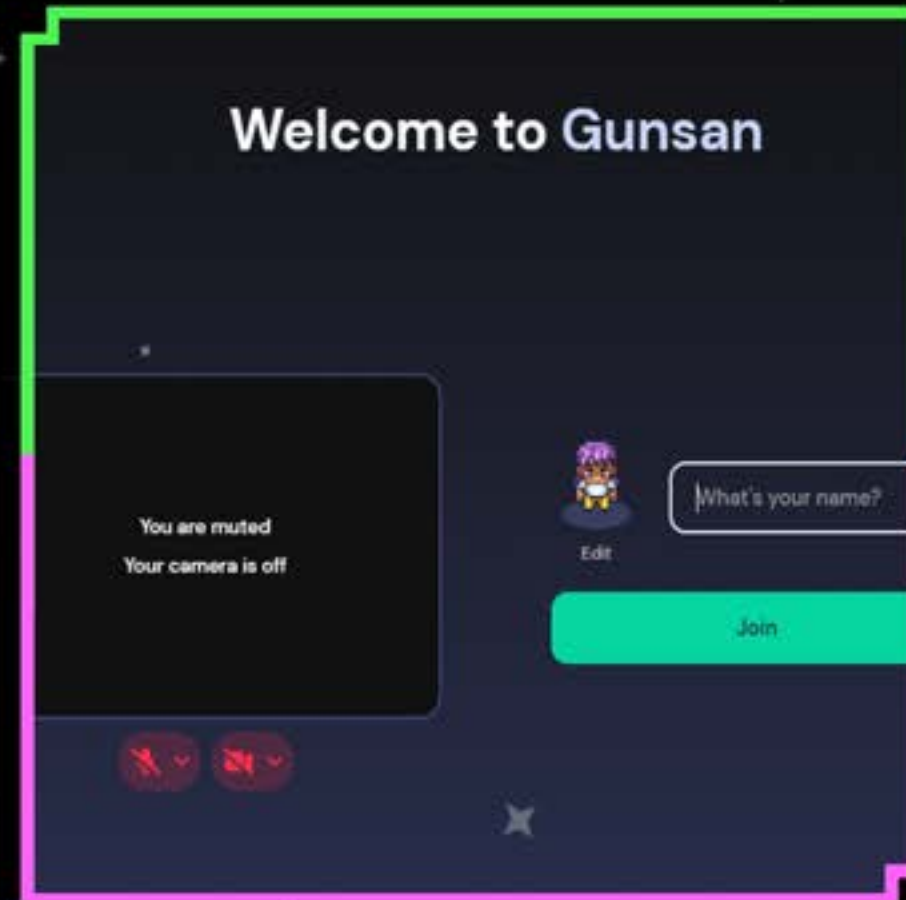 Welcome to Gunsan
You are muted
Your camera is off
What's your name?
Edit
Join